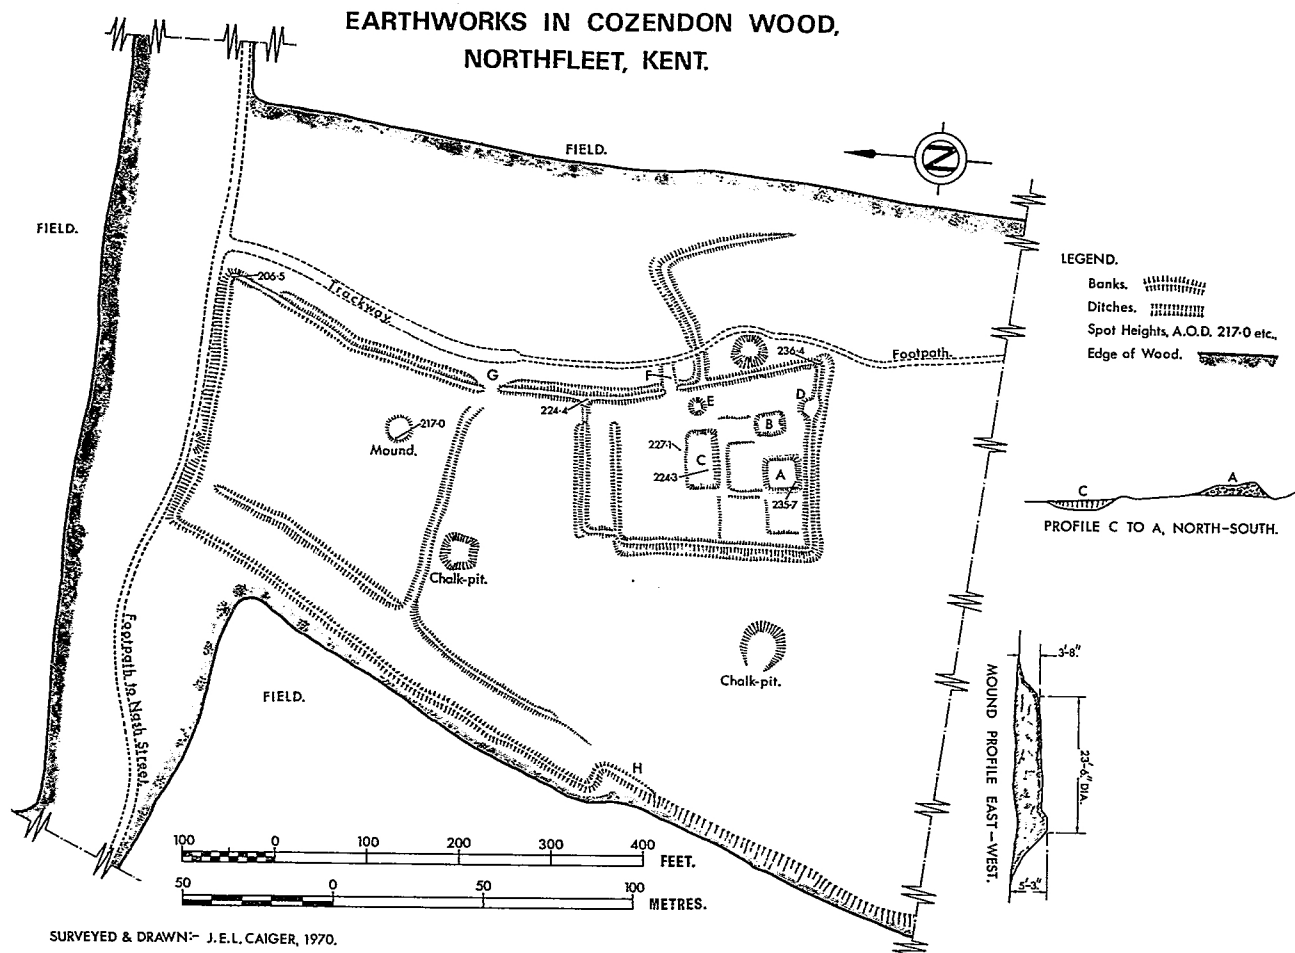 EARTHWORKS IN COZENDON WOOD,
NORTHFLEET, KENT.
FIELD.
N
FIELD.
LEGEND.
Banks.
Ditches.
Spot Heights, A.O.D. 217·0 etc.,
Edge of Wood.
206·5
Trackway
Footpath.
236·4
F
G
E
D
224·4
B
217·0
Mound.
227·1
C
224·3
A
235·7
C
A
PROFILE C TO A, NORTH–SOUTH.
Chalk-pit.
Footpath to Nash Street.
FIELD.
Chalk-pit.
H
MOUND PROFILE EAST–WEST.
3'-8"
23'-6" DIA.
5'-3"
100 0 100 200 300 400 FEET.
50 0 50 100 METRES.
SURVEYED & DRAWN:- J.E.L. CAIGER, 1970.